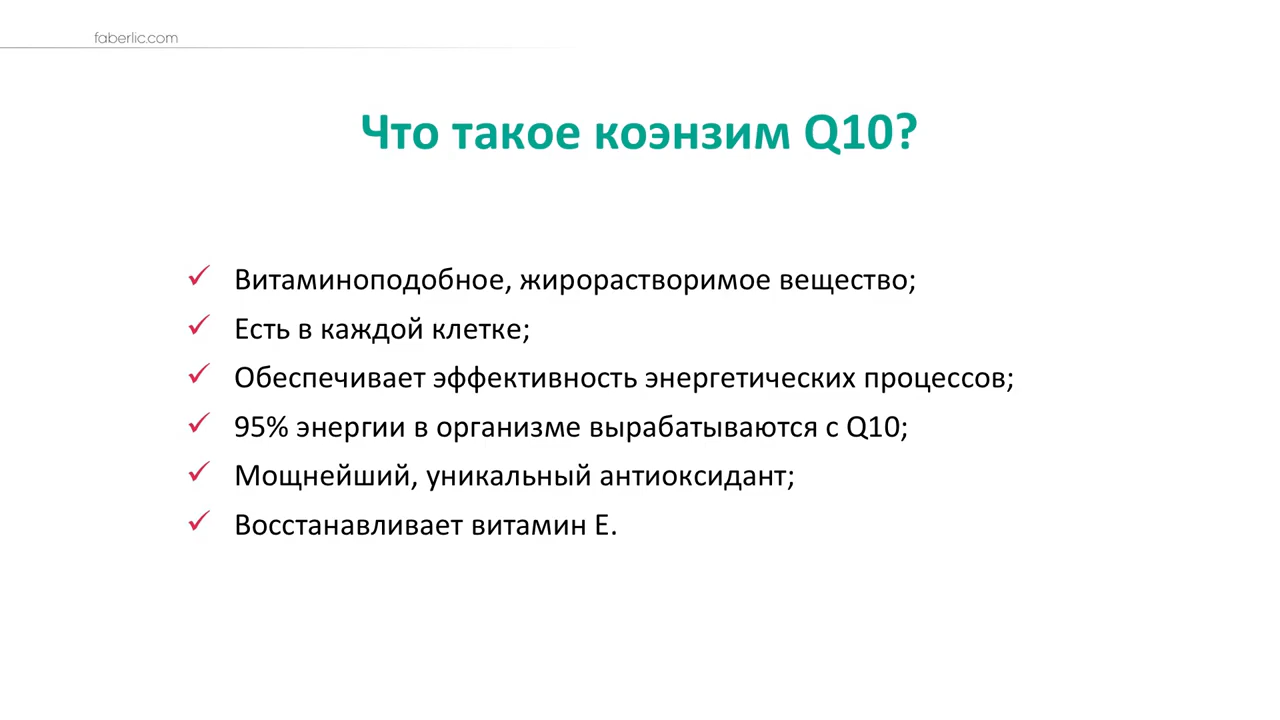 faberlic.com
Что такое коэнзим Q10?
Витаминоподобное, жирорастворимое вещество;
Есть в каждой клетке;
Обеспечивает эффективность энергетических процессов;
95% энергии в организме вырабатываются с Q10;
Мощнейший, уникальный антиоксидант;
Восстанавливает витамин Е.